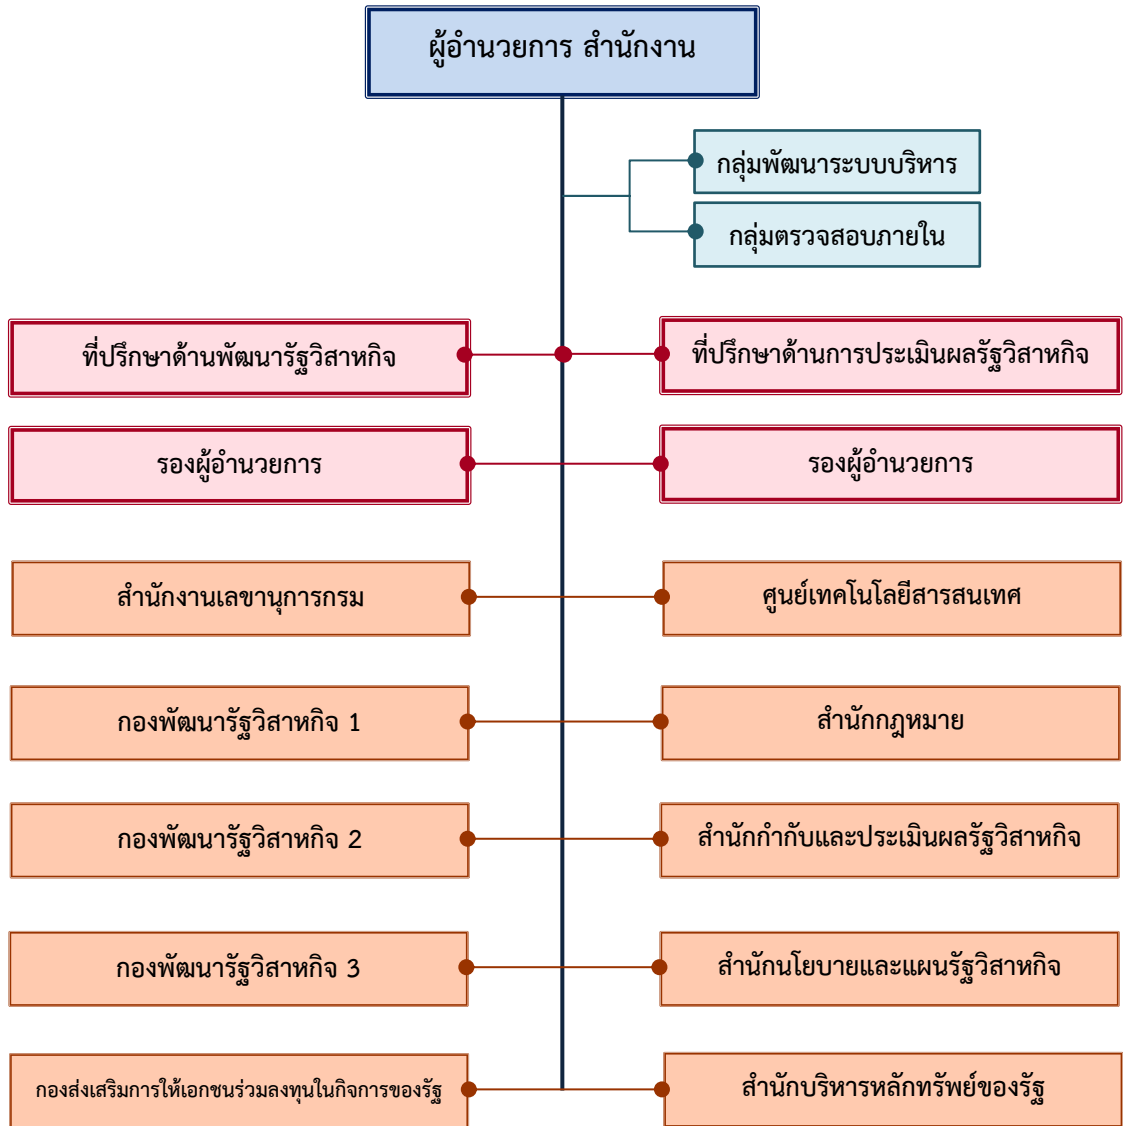 ผู้อำนวยการ สำนักงาน
กลุ่มพัฒนาระบบบริหาร
กลุ่มตรวจสอบภายใน
ที่ปรึกษาด้านพัฒนารัฐวิสาหกิจ
ที่ปรึกษาด้านการประเมินผลรัฐวิสาหกิจ
รองผู้อำนวยการ
รองผู้อำนวยการ
สำนักงานเลขานุการกรม
ศูนย์เทคโนโลยีสารสนเทศ
กองพัฒนารัฐวิสาหกิจ 1
สำนักกฎหมาย
กองพัฒนารัฐวิสาหกิจ 2
สำนักกำกับและประเมินผลรัฐวิสาหกิจ
กองพัฒนารัฐวิสาหกิจ 3
สำนักนโยบายและแผนรัฐวิสาหกิจ
กองส่งเสริมการให้เอกชนร่วมลงทุนในกิจการของรัฐ
สำนักบริหารหลักทรัพย์ของรัฐ